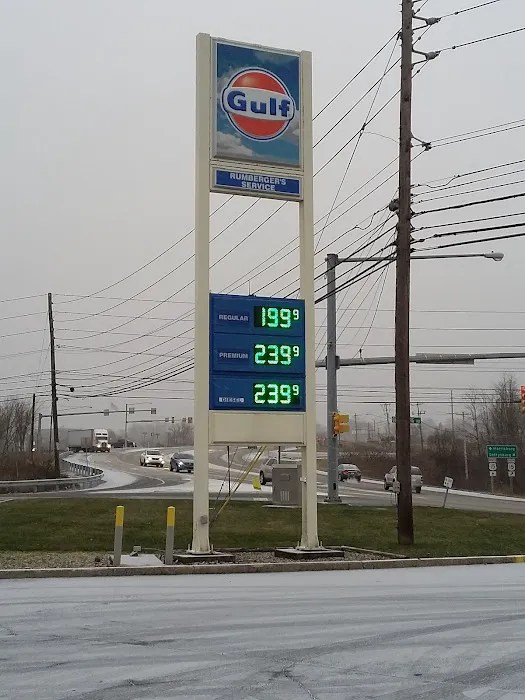 Gulf
RUMBERGER'S
SERVICE
REGULAR 199 9
PREMIUM 239 9
239 9